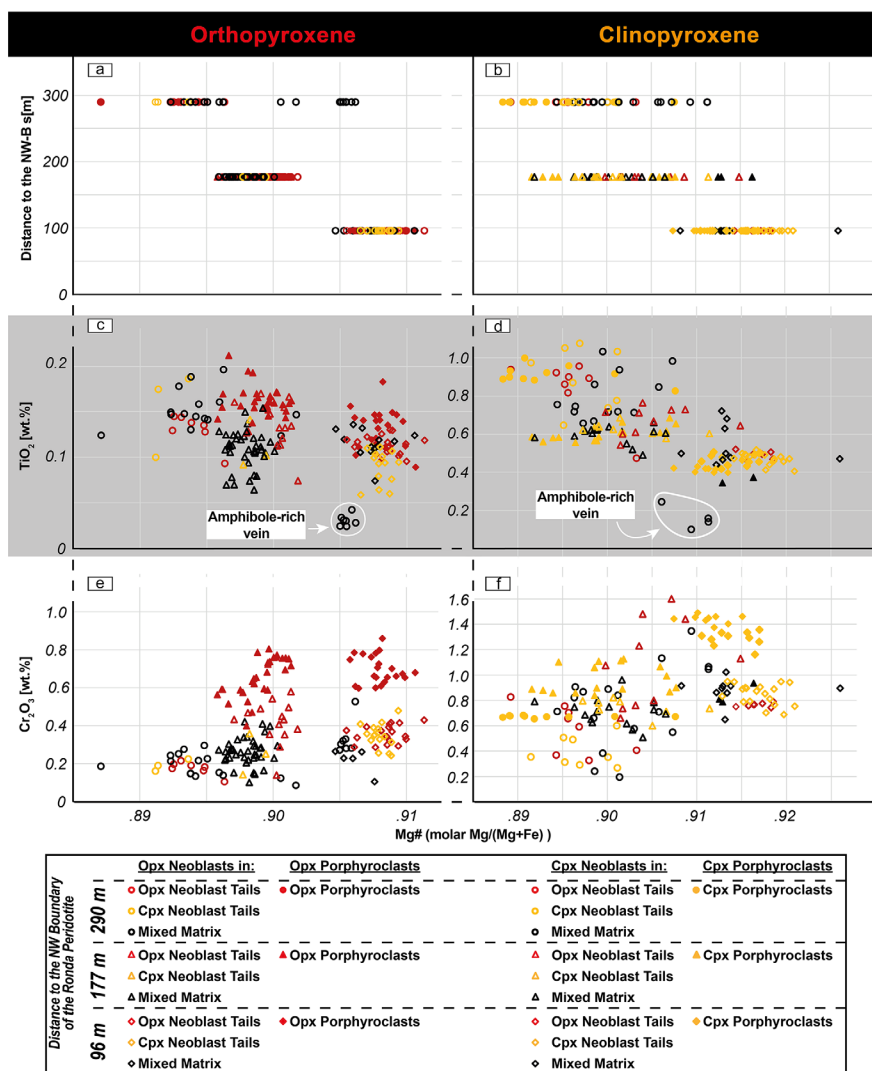 Orthopyroxene
Clinopyroxene
a
b
Distance to the NW-B s[m]
300
200
100
0
c
d
TiO2 [wt.%]
0.2
0.1
0
1.0
0.8
0.6
0.4
0.2
Amphibole-rich
vein
Amphibole-rich
vein
e
f
Cr2O3 [wt.%]
1.0
0.8
0.6
0.4
0.2
0
1.6
1.4
1.2
1.0
0.8
0.6
0.4
0.2
.89 .90 .91
.89 .90 .91 .92
Mg# (molar Mg/(Mg+Fe) )
Distance to the NW Boundary
of the Ronda Peridotite
Opx Neoblasts in: Opx Porphyroclasts Cpx Neoblasts in: Cpx Porphyroclasts
290 m
Opx Neoblast Tails Opx Porphyroclasts Opx Neoblast Tails Cpx Porphyroclasts
Cpx Neoblast Tails Cpx Neoblast Tails
Mixed Matrix Mixed Matrix
177 m
Opx Neoblast Tails Opx Porphyroclasts Opx Neoblast Tails Cpx Porphyroclasts
Cpx Neoblast Tails Cpx Neoblast Tails
Mixed Matrix Mixed Matrix
96 m
Opx Neoblast Tails Opx Porphyroclasts Opx Neoblast Tails Cpx Porphyroclasts
Cpx Neoblast Tails Cpx Neoblast Tails
Mixed Matrix Mixed Matrix